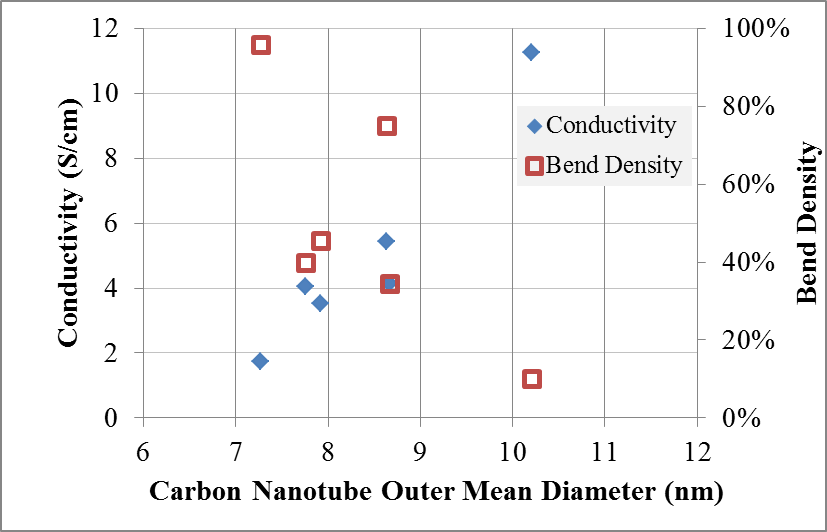 12
10
8
6
4
2
0
Conductivity (S/cm)
100%
80%
60%
40%
20%
0%
Bend Density
Conductivity
Bend Density
6 7 8 9 10 11 12
Carbon Nanotube Outer Mean Diameter (nm)